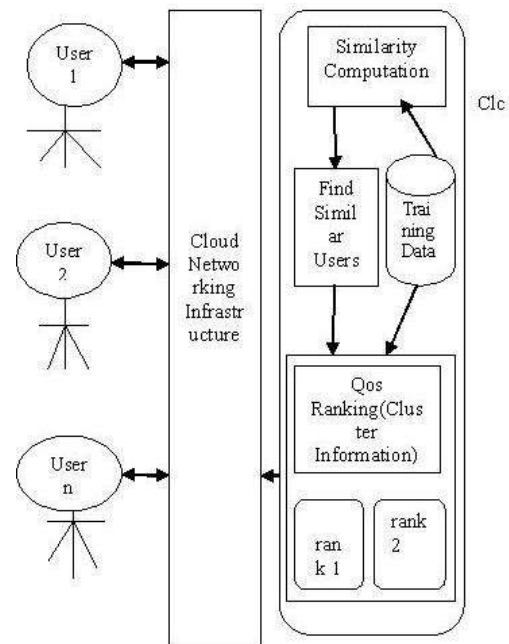 User
1
User
2
User
n
Cloud
Netwo
rking
Infrastr
ucture
Similarity
Computation
Clc
Find
Simil
ar
Users
Trai
ning
Data
Qos
Ranking(Clus
ter
Information)
ran
k 1
rank
2